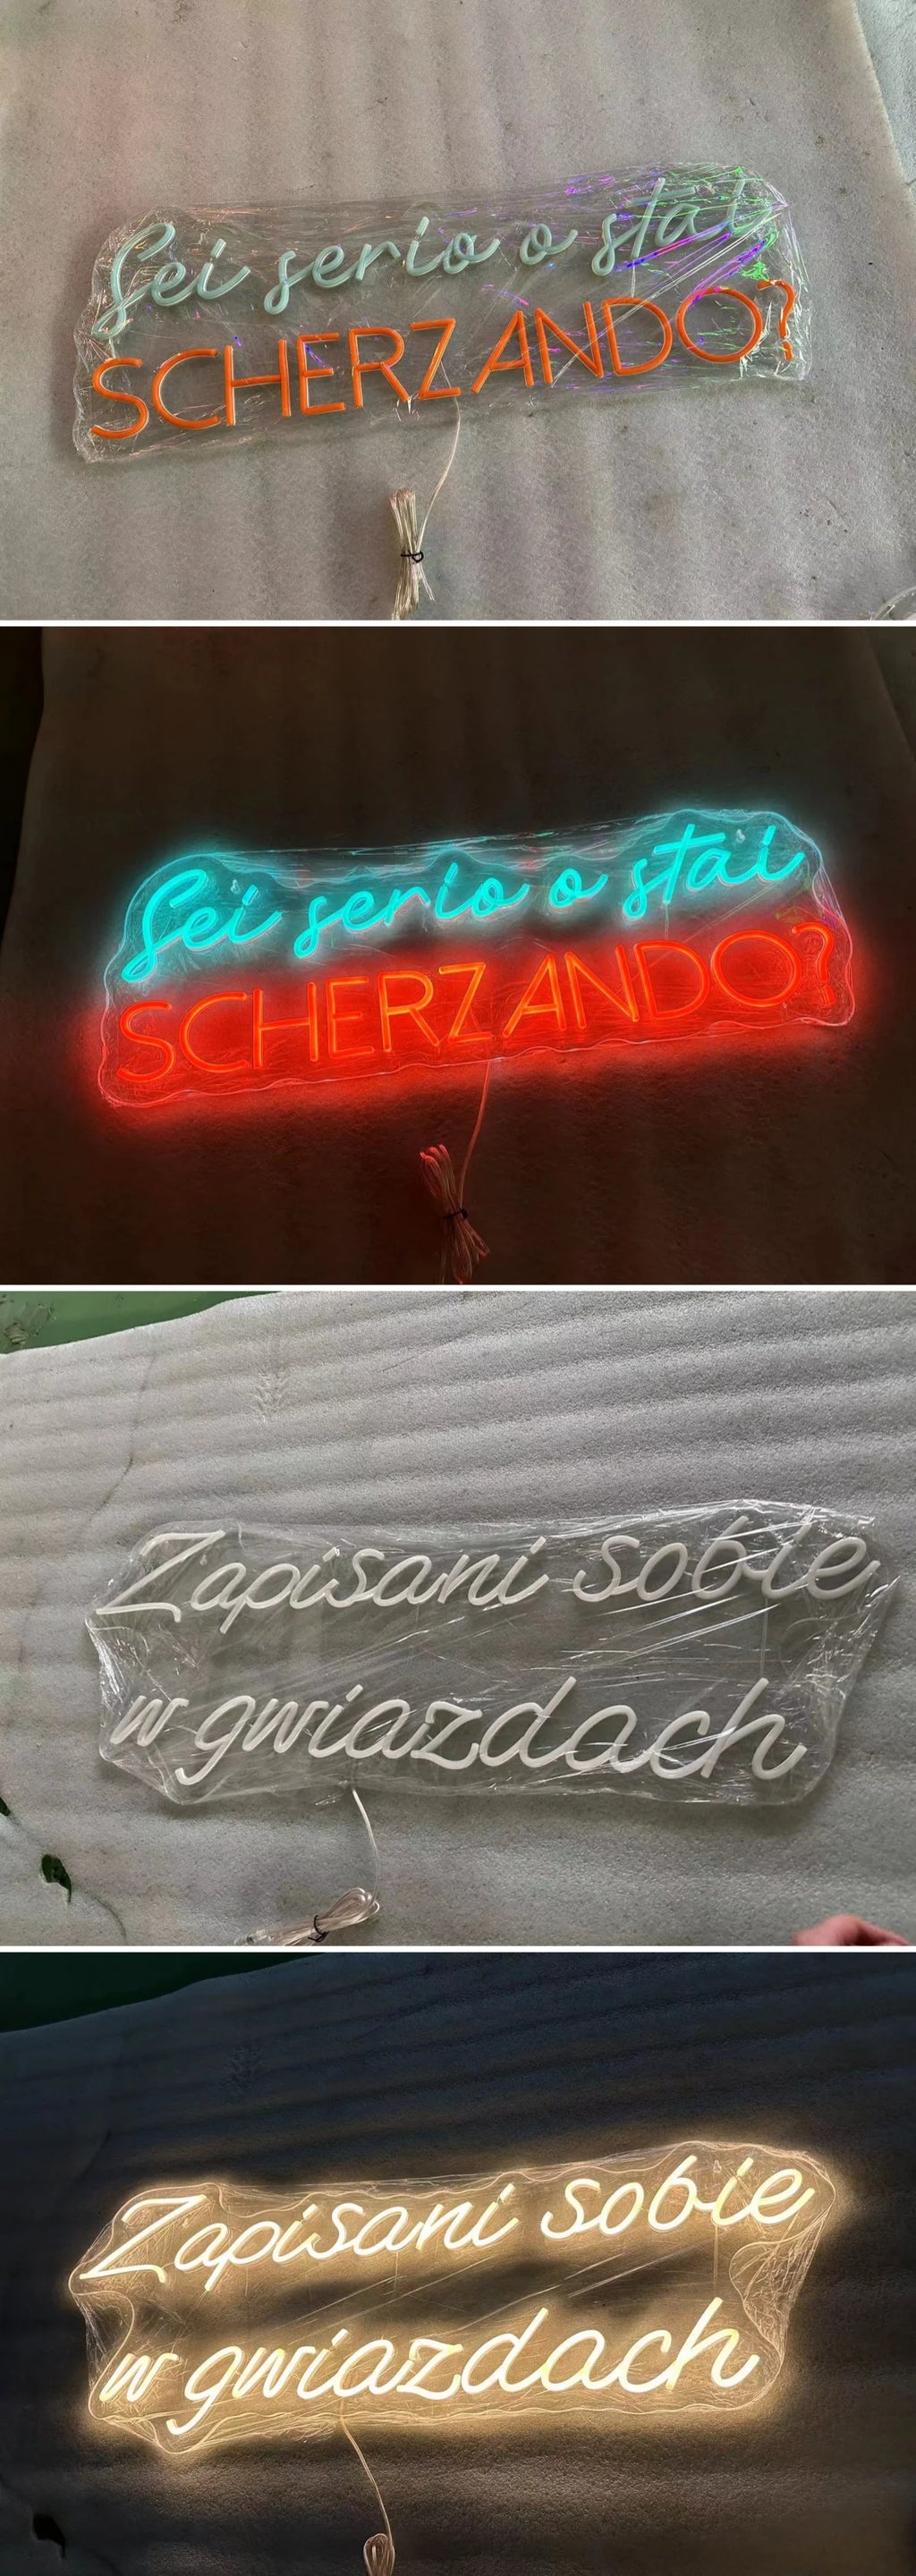 Sei serio o stai
SCHERZANDO?
Sei serio o stai
SCHERZANDO?
Zapisani sobie
w gwiazdach
Zapisani sobie
w gwiazdach